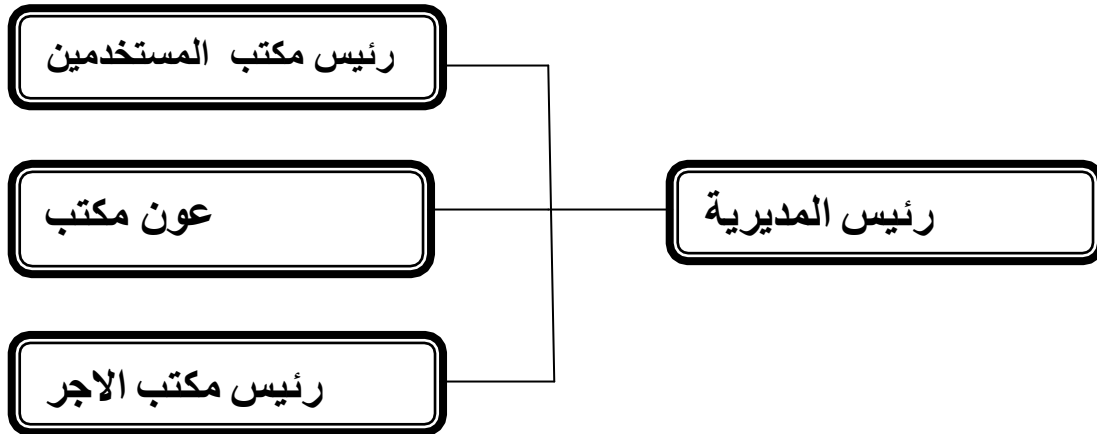 رئيس مكتب المستخدمين
عون مكتب
رئيس المديرية
رئيس مكتب الاجر